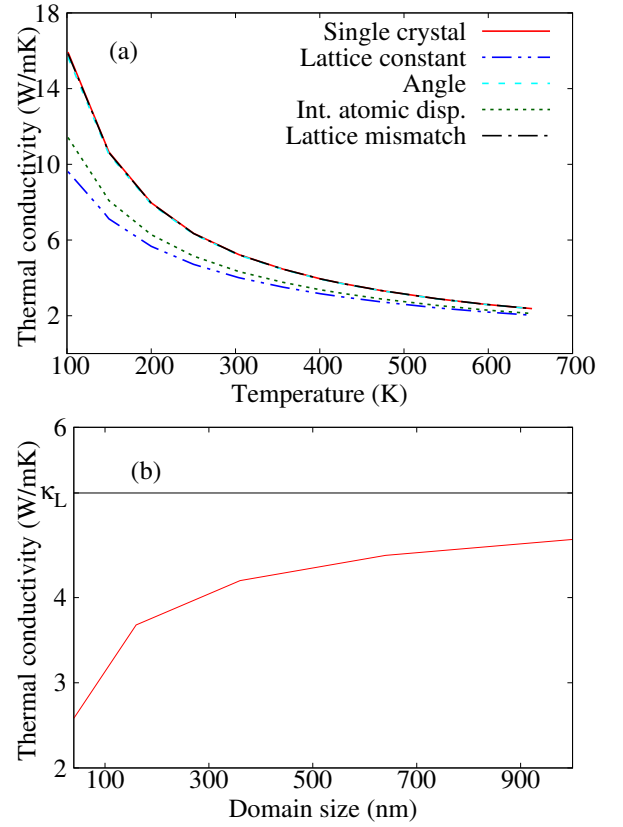 (a)
Single crystal
Lattice constant
Angle
Int. atomic disp.
Lattice mismatch
Thermal conductivity (W/mK)
18
14
10
6
2
100 200 300 400 500 600 700
Temperature (K)
(b)
Thermal conductivity (W/mK)
6
κL
4
3
2
100 300 500 700 900
Domain size (nm)